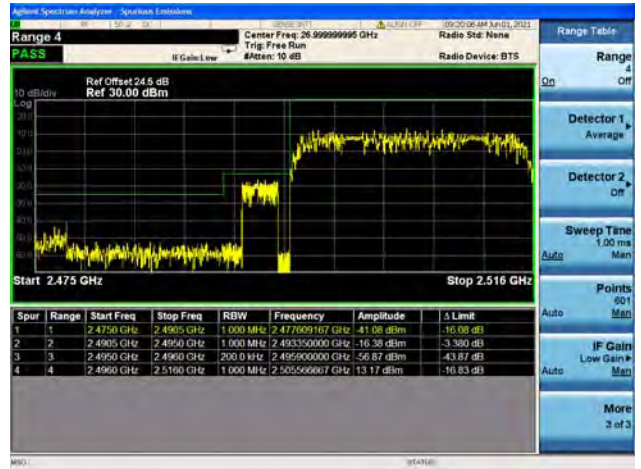 Agilent Spectrum Analyzer - Spurious Emissions
SENSE:INT ALIGN OFF 09:20:06 AM Jun 01, 2021
Range 4 Center Freq: 26.999999995 GHz Radio Std: None Range Table
Trig: Free Run
PASS IFGain:Low #Atten: 10 dB Radio Device: BTS
Range
4
On Off
Ref Offset 24.5 dB
10 dB/div Ref 30.00 dBm
Log
Detector 1
Average
Detector 2
Off
Sweep Time
1.00 ms
Auto Man
Start 2.475 GHz Stop 2.516 GHz
Points
601
Auto Man
Spur Range Start Freq Stop Freq RBW Frequency Amplitude Δ Limit
1 1 2.4750 GHz 2.4905 GHz 1.000 MHz 2.477609167 GHz -41.08 dBm -16.08 dB
2 2 2.4905 GHz 2.4950 GHz 1.000 MHz 2.493350000 GHz -16.38 dBm -3.380 dB
3 3 2.4950 GHz 2.4960 GHz 200.0 kHz 2.495900000 GHz -56.87 dBm -43.87 dB
4 4 2.4960 GHz 2.5160 GHz 1.000 MHz 2.505566667 GHz 13.17 dBm -16.83 dB
IF Gain
Low Gain
Auto Man
More
3 of 3
MSG STATUS